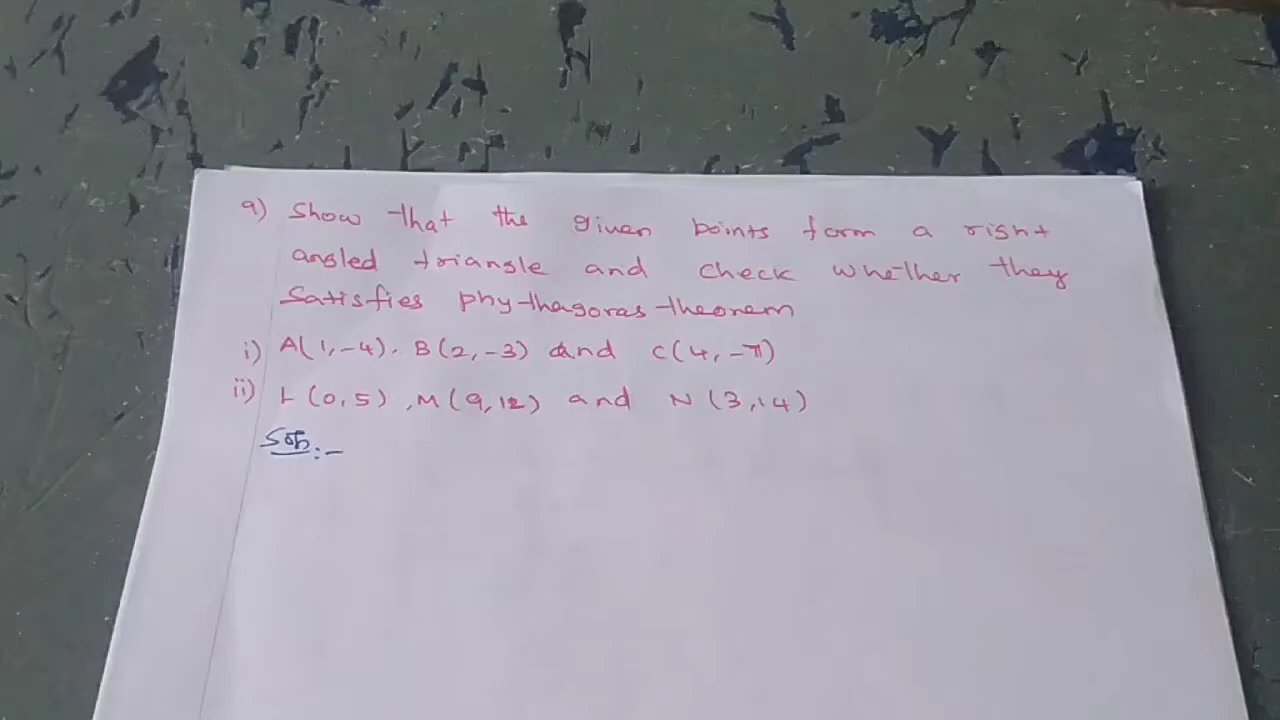 9) Show that the given points form a right
angled triangle and check whether they
Satisfies phythagoras theorem
i) A(1,-4), B(2,-3) and C(4,-7)
ii) L(0,5), M(9,12) and N(3,14)
Soln:-